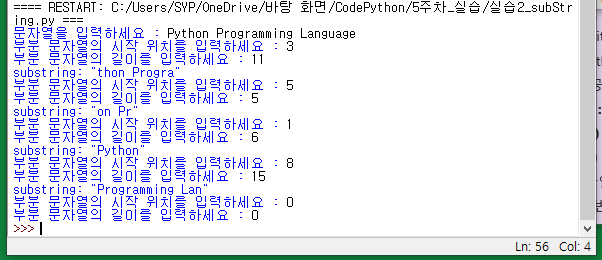 ==== RESTART: C:/Users/SYP/OneDrive/바탕 화면/CodePython/5주차_실습/실습2_subStr
ing.py ===
문자열을 입력하세요 : Python Programming Language
부분 문자열의 시작 위치를 입력하세요 : 3
부분 문자열의 길이를 입력하세요 : 11
substring: "thon Progra"
부분 문자열의 시작 위치를 입력하세요 : 5
부분 문자열의 길이를 입력하세요 : 5
substring: "on Pr"
부분 문자열의 시작 위치를 입력하세요 : 1
부분 문자열의 길이를 입력하세요 : 6
substring: "Python"
부분 문자열의 시작 위치를 입력하세요 : 8
부분 문자열의 길이를 입력하세요 : 15
substring: "Programming Lan"
부분 문자열의 시작 위치를 입력하세요 : 0
부분 문자열의 길이를 입력하세요 : 0
>>>
Ln: 56 Col: 4